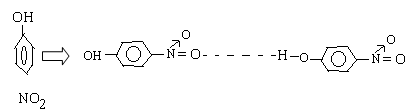 OH
NO₂
OH N = O - - - - - - - H – O N = O
O O